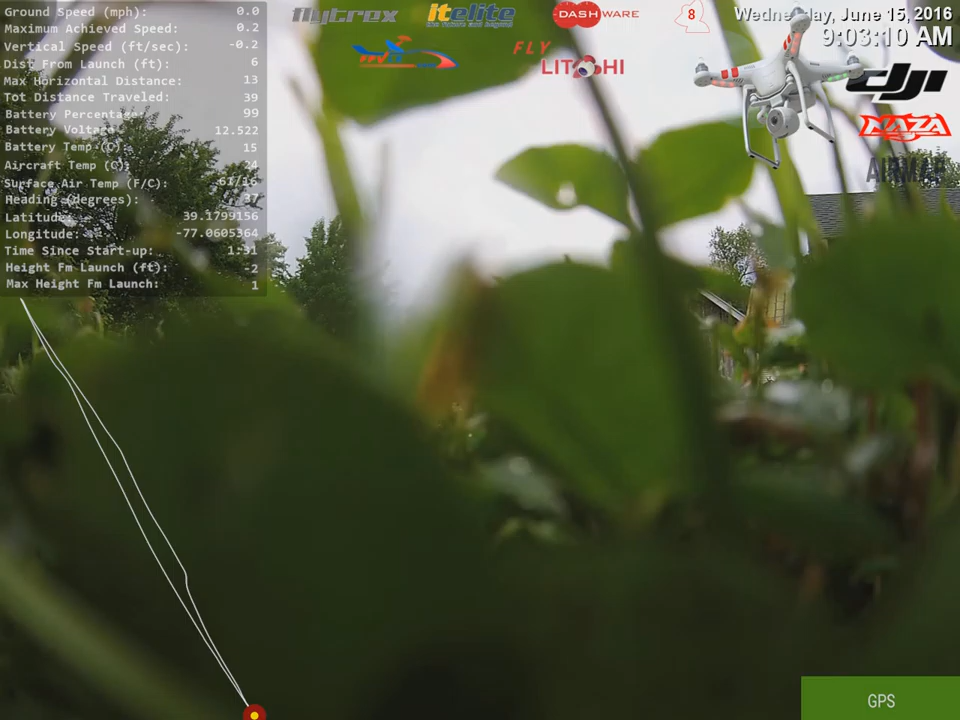 Ground Speed (mph): 0.0
Maximum Achieved Speed: 0.2
Vertical Speed (ft/sec): -0.2
Dist From Launch (ft): 6
Max Horizontal Distance: 13
Tot Distance Traveled: 39
Battery Percentage: 99
Battery Voltage 12.522
Battery Temp (C): 15
Aircraft Temp (C): 24
Surface Air Temp (F/C):
Reading (degrees): 37
Latitude: 39.1799156
Longitude: -77.0605364
Time Since Start-up: 1:31
Height Fm Launch (ft): 2
Max Height Fm Launch: 1
flytrex
Itelite
DASHWARE
8
FLY
LITCHI
Wednesday, June 15, 2016
9:03:10 AM
dji
NAZA
GPS